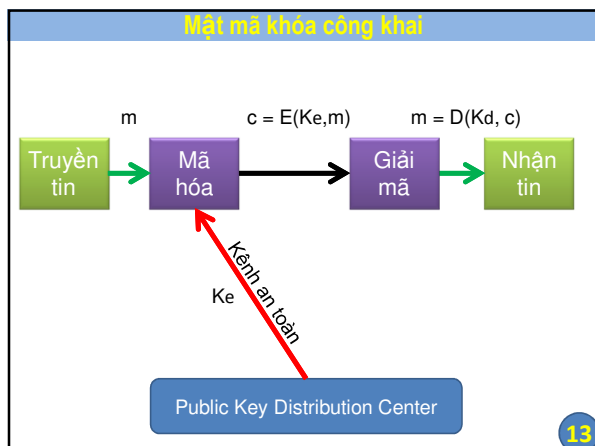 Mật mã khóa công khai
m
c = E(Ke,m)
m = D(Kd, c)
Truyền
tin
Mã
hóa
Giải
mã
Nhận
tin
Kênh an toàn
Ke
Public Key Distribution Center
13